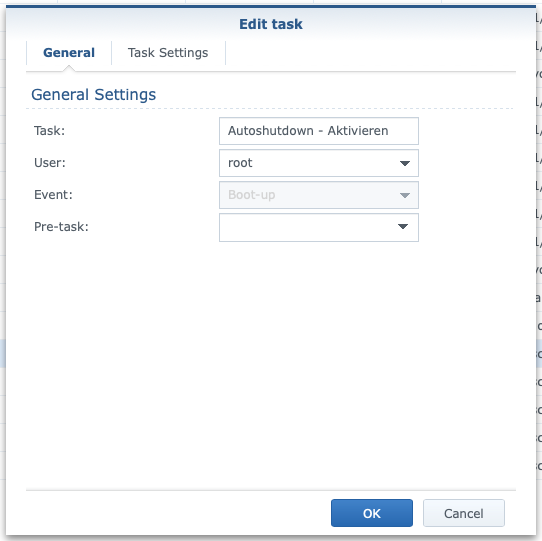 Edit task
General
Task Settings
General Settings
Task: Autoshutdown - Aktivieren
User: root
Event: Boot-up
Pre-task:
OK
Cancel